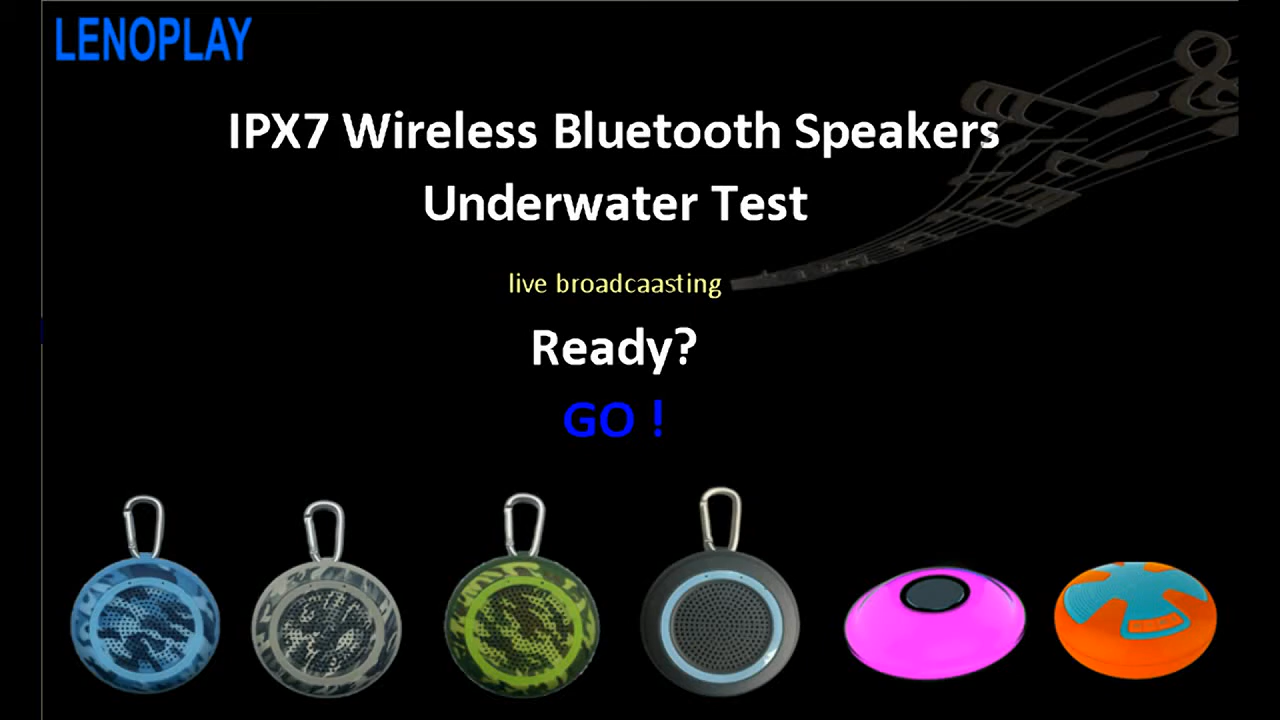 LENOPLAY
IPX7 Wireless Bluetooth Speakers
Underwater Test
live broadcaasting
Ready?
GO !